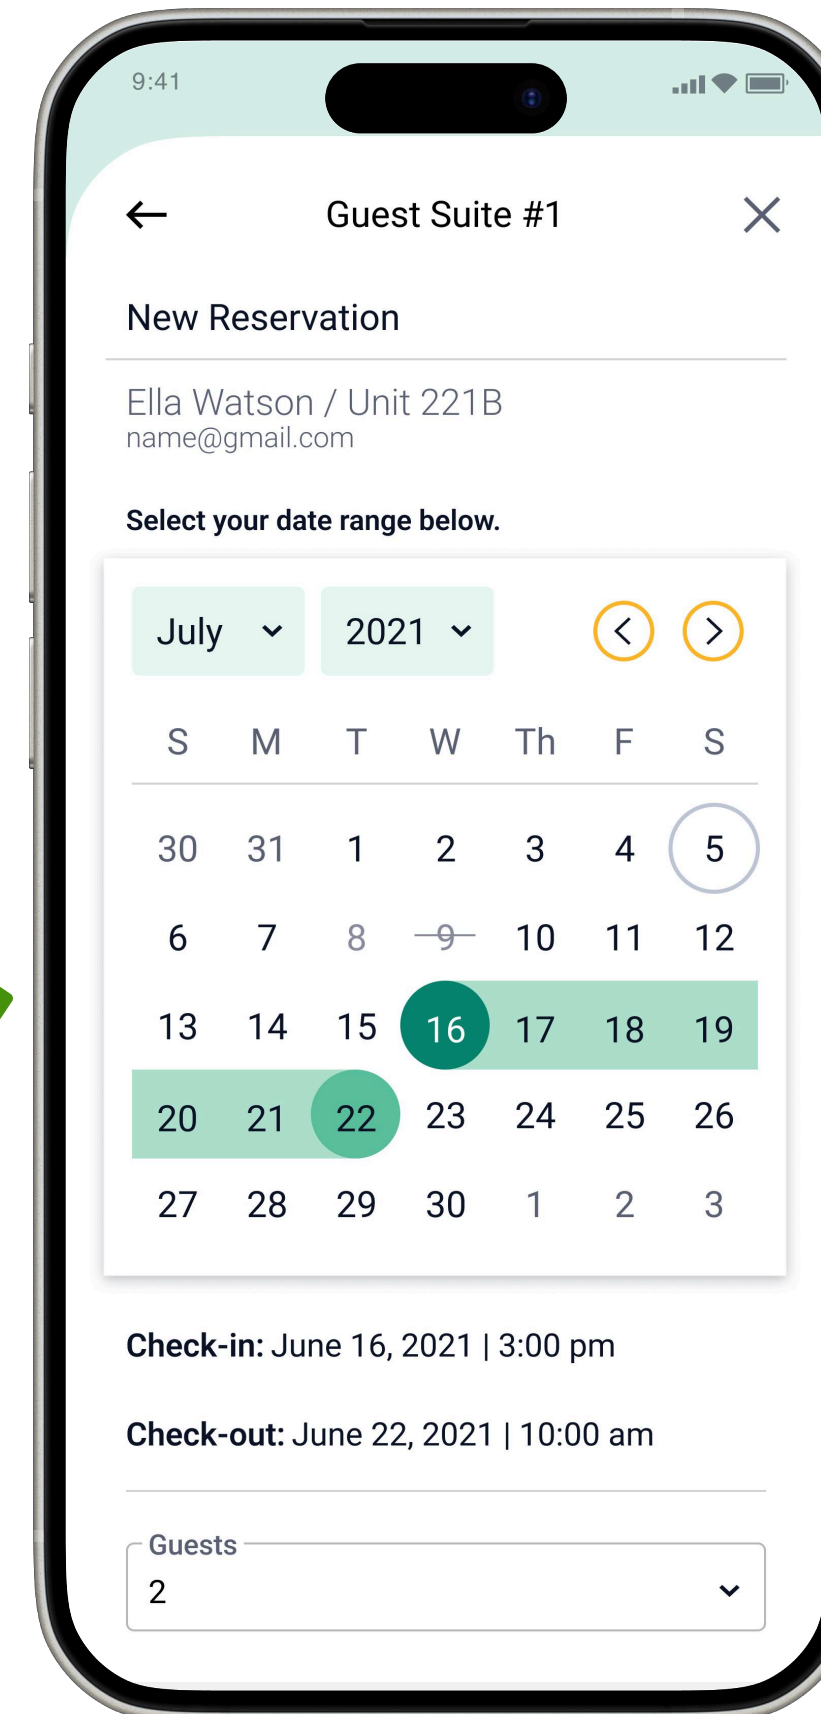 9:41
Guest Suite #1
New Reservation
Ella Watson / Unit 221B
name@gmail.com
Select your date range below.
July 2021
S M T W Th F S
30 31 1 2 3 4 5
6 7 8 9 10 11 12
13 14 15 16 17 18 19
20 21 22 23 24 25 26
27 28 29 30 1 2 3
Check-in: June 16, 2021 | 3:00 pm
Check-out: June 22, 2021 | 10:00 am
Guests
2